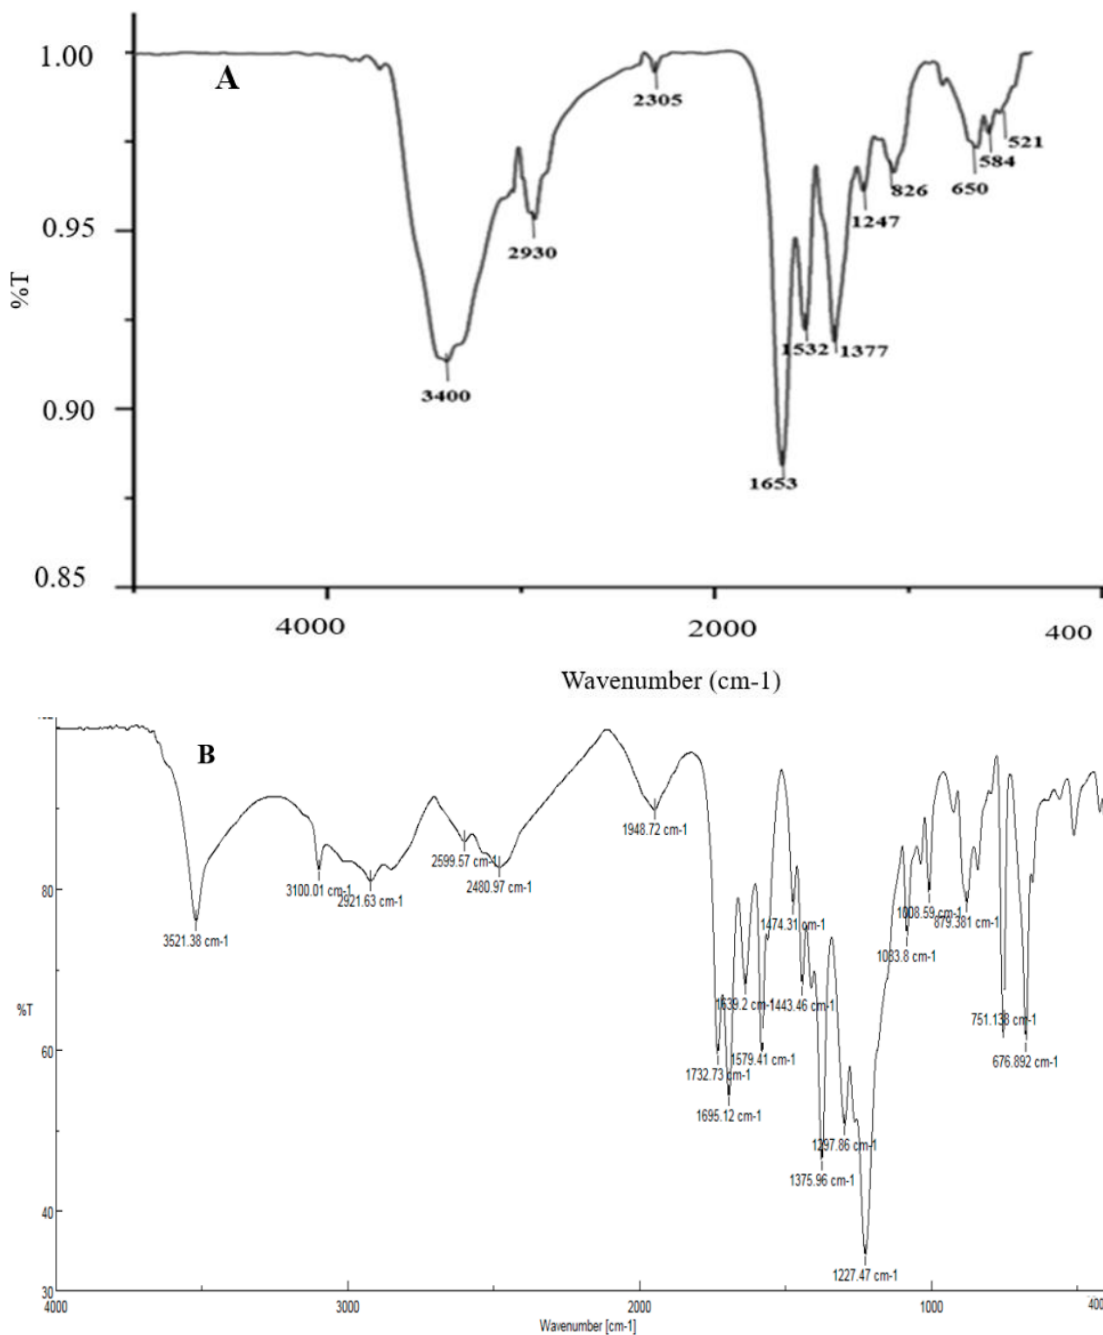 1.00
A
2305
521
584
826
650
1247
0.95
2930
%T
1532
1377
3400
0.90
1653
0.85
4000
2000
400
Wavenumber (cm-1)
B
1948.72 cm-1
2599.57 cm-1
2480.97 cm-1
3100.01 cm-1
2921.63 cm-1
80
3521.38 cm-1
1474.31 cm-1
1008.59 cm-1
879.381 cm-1
1083.8 cm-1
1639.2 cm-1
1443.46 cm-1
%T
751.138 cm-1
60
1579.41 cm-1
676.892 cm-1
1732.73 cm-1
1695.12 cm-1
1297.86 cm-1
1375.96 cm-1
40
1227.47 cm-1
30
4000
3000
2000
1000
400
Wavenumber [cm-1]